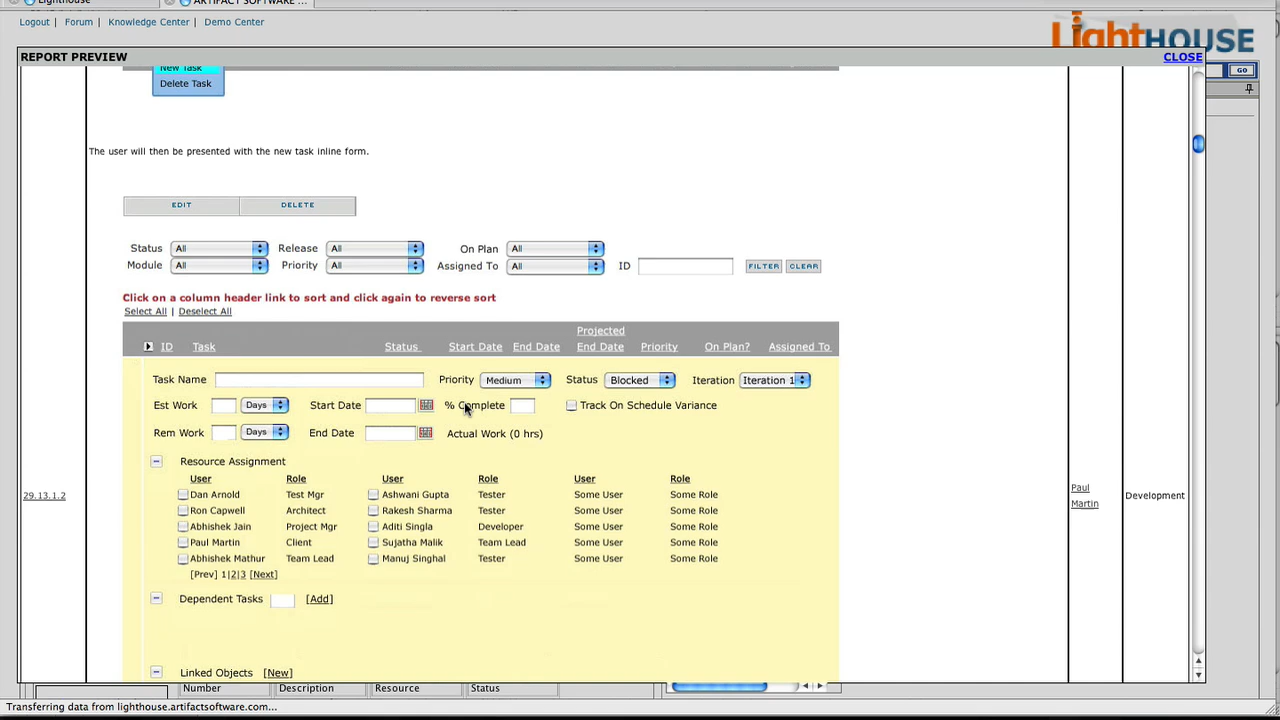 Lighthouse ARTIFACT SOFTWARE ...
Logout | Forum | Knowledge Center | Demo Center
LightHOUSE
REPORT PREVIEW CLOSE
GO
New Task
Delete Task
The user will then be presented with the new task inline form.
EDIT DELETE
Status All Release All On Plan All
Module All Priority All Assigned To All ID FILTER CLEAR
Click on a column header link to sort and click again to reverse sort
Select All | Deselect All
Projected
ID Task Status Start Date End Date End Date Priority On Plan? Assigned To
Task Name Priority Medium Status Blocked Iteration Iteration 1
Est Work Days Start Date % Complete Track On Schedule Variance
Rem Work Days End Date Actual Work (0 hrs)
Resource Assignment
User Role User Role User Role
Dan Arnold Test Mgr Ashwani Gupta Tester Some User Some Role
29.13.1.2 Paul Martin Development
Ron Capwell Architect Rakesh Sharma Tester Some User Some Role
Abhishek Jain Project Mgr Aditi Singla Developer Some User Some Role
Paul Martin Client Sujatha Malik Team Lead Some User Some Role
Abhishek Mathur Team Lead Manuj Singhal Tester Some User Some Role
[Prev] 1|2|3 [Next]
Dependent Tasks [Add]
Linked Objects [New]
Number Description Resource Status
Transferring data from lighthouse.artifactsoftware.com...